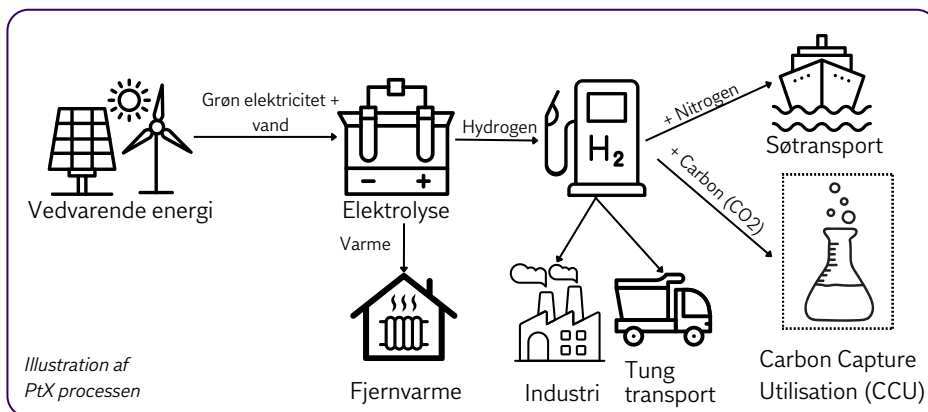 Grøn elektricitet +
vand
Hydrogen
+ Nitrogen
+ Carbon (CO2)
H₂
Søtransport
Vedvarende energi
Elektrolyse
Varme
Fjernvarme
Industri
Tung
transport
Carbon Capture
Utilisation (CCU)
Illustration af
PtX processen